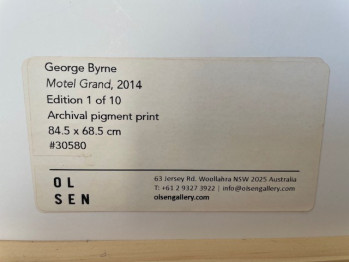 George Byrne
Motel Grand, 2014
Edition 1 of 10
Archival pigment print
84.5 x 68.5 cm
#30580
OL
SEN
63 Jersey Rd. Woollahra NSW 2025 Australia
T: +61 2 9327 3922 | info@olsengallery.com
olsengallery.com